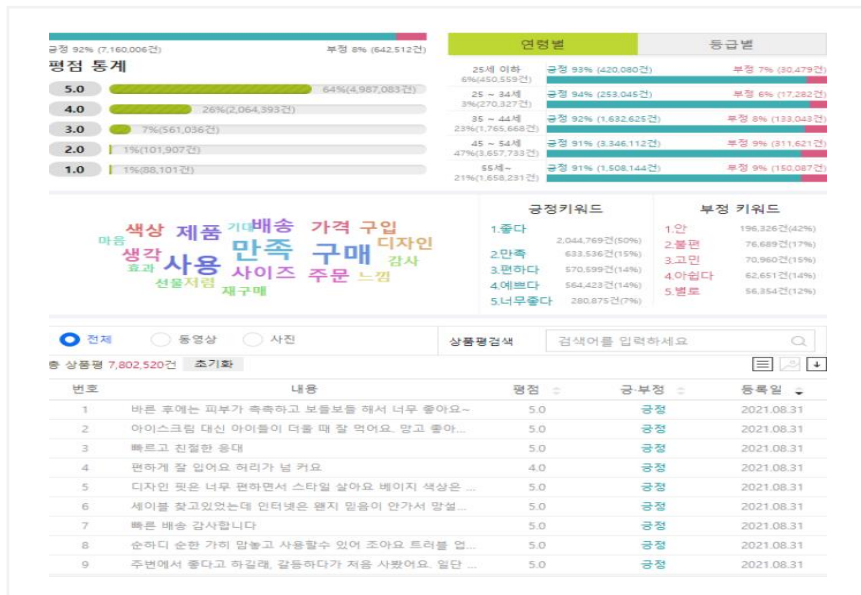 긍정 92% (7,160,006건)
부정 8% (642,512건)
평점 통계
5.0 64%(4,987,083건)
4.0 26%(2,064,393건)
3.0 7%(561,036건)
2.0 1%(101,907건)
1.0 1%(88,101건)
연령별
등급별
25세 이하 긍정 93% (420,080건) 부정 7% (30,479건)
6%(450,559건)
25 ~ 34세 긍정 94% (253,045건) 부정 6% (17,282건)
3%(270,327건)
35 ~ 44세 긍정 92% (1,632,625건) 부정 8% (133,043건)
23%(1,765,668건)
45 ~ 54세 긍정 91% (3,346,112건) 부정 9% (311,621건)
47%(3,657,733건)
55세~ 긍정 91% (1,508,144건) 부정 9% (150,087건)
21%(1,658,231건)
색상 제품 기대 배송 가격 구입
마음 생각 만족 구매 디자인
효과 사용 사이즈 주문 느낌 감사
선물 처럼 재구매
긍정키워드
1.좋다 2,044,769건(50%)
2.만족 633,536건(15%)
3.편하다 570,599건(14%)
4.예쁘다 564,423건(14%)
5.너무좋다 280,875건(7%)
부정 키워드
1.안 196,326건(42%)
2.불편 76,689건(17%)
3.고민 70,960건(15%)
4.아쉽다 62,651건(14%)
5.별로 56,354건(12%)
전체 동영상 사진
상품평검색 검색어를 입력하세요
총 상품평 7,802,520건 초기화
번호 내용 평점 긍·부정 등록일
1 바른 후에는 피부가 촉촉하고 보들보들 해서 너무 좋아요~ 5.0 긍정 2021.08.31
2 아이스크림 대신 아이들이 더울 때 잘 먹어요. 망고 좋아... 5.0 긍정 2021.08.31
3 빠르고 친절한 응대 5.0 긍정 2021.08.31
4 편하게 잘 입어요 허리가 넘 커요 4.0 긍정 2021.08.31
5 디자인 핏은 너무 편하면서 스타일 살아요 베이지 색상은 ... 5.0 긍정 2021.08.31
6 세이블 찾고있었는데 인터넷은 왠지 믿음이 안가서 망설... 5.0 긍정 2021.08.31
7 빠른 배송 감사합니다 5.0 긍정 2021.08.31
8 순하디 순한 가히 맘놓고 사용할수 있어 조아요 트러블 업... 5.0 긍정 2021.08.31
9 주변에서 좋다고 하길래, 갈등하다가 처음 사봤어요. 일단 ... 5.0 긍정 2021.08.31